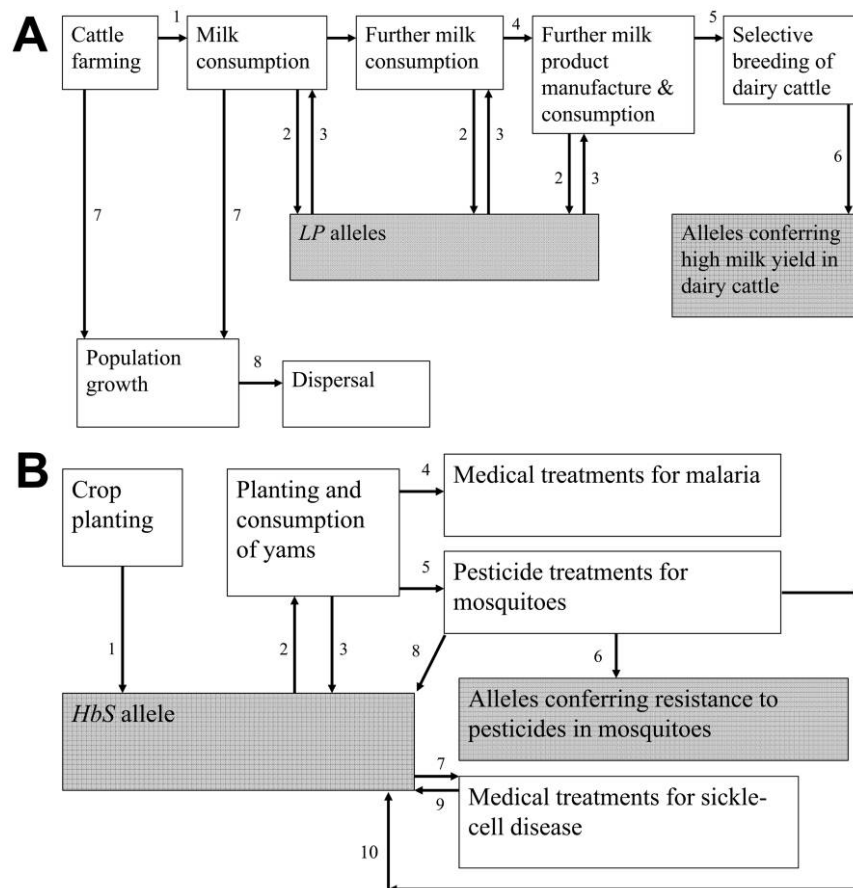 A
Cattle
farming
1
Milk
consumption
Further milk
consumption
4
Further milk
product
manufacture &
consumption
5
Selective
breeding of
dairy cattle
2
3
2
3
2
3
6
7
7
LP alleles
Alleles conferring
high milk yield in
dairy cattle
Population
growth
8
Dispersal
B
Crop
planting
Planting and
consumption
of yams
4
Medical treatments for malaria
5
Pesticide treatments for
mosquitoes
1
2
3
8
6
HbS allele
Alleles conferring resistance to
pesticides in mosquitoes
7
9
Medical treatments for sickle-
cell disease
10